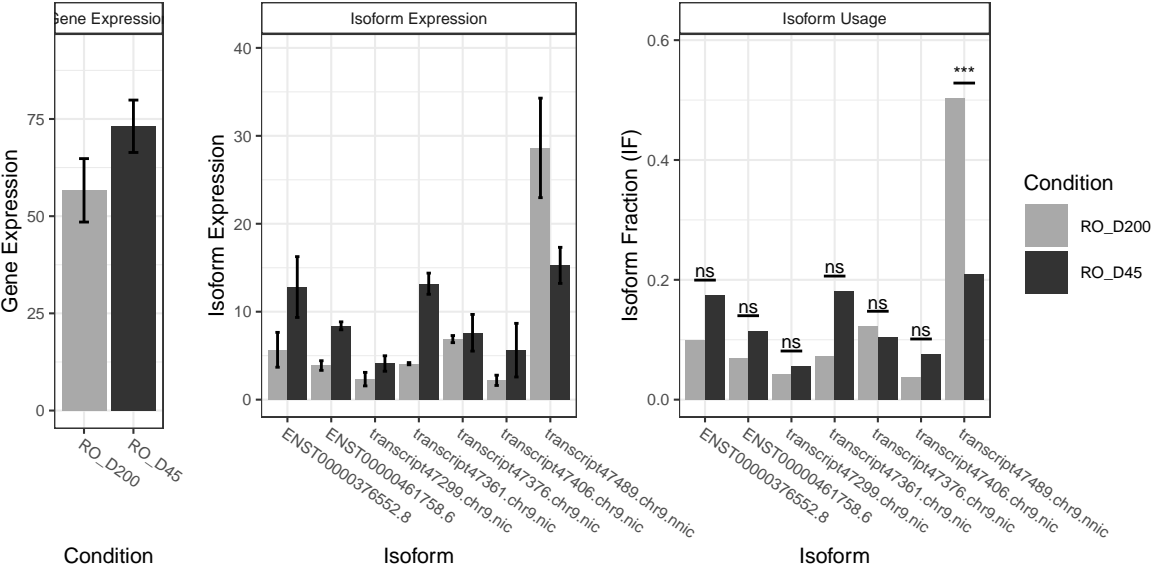 Gene Expression
Gene Expression
75
50
25
0
RO_D200
RO_D45
Condition
Isoform Expression
Isoform Expression
40
30
20
10
0
ENST00000376552.8
ENST00000461758.6
transcript47299.chr9.nic
transcript47361.chr9.nic
transcript47376.chr9.nic
transcript47406.chr9.nic
transcript47489.chr9.nnic
Isoform
Isoform Usage
Isoform Fraction (IF)
0.6
0.4
0.2
0.0
ns
ns
ns
ns
ns
ns
***
ENST00000376552.8
ENST00000461758.6
transcript47299.chr9.nic
transcript47361.chr9.nic
transcript47376.chr9.nic
transcript47406.chr9.nic
transcript47489.chr9.nnic
Isoform
Condition
RO_D200
RO_D45